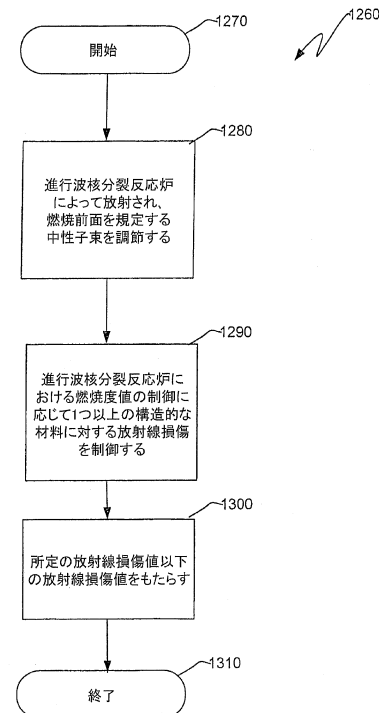 1260
1270
開始
1280
進行波核分裂反応炉
によって放射され、
燃焼前面を規定する
中性子束を調節する
1290
進行波核分裂反応炉に
おける燃焼度値の制御に
応じて1つ以上の構造的な
材料に対する放射線損傷
を制御する
1300
所定の放射線損傷値以下
の放射線損傷値をもたらす
1310
終了